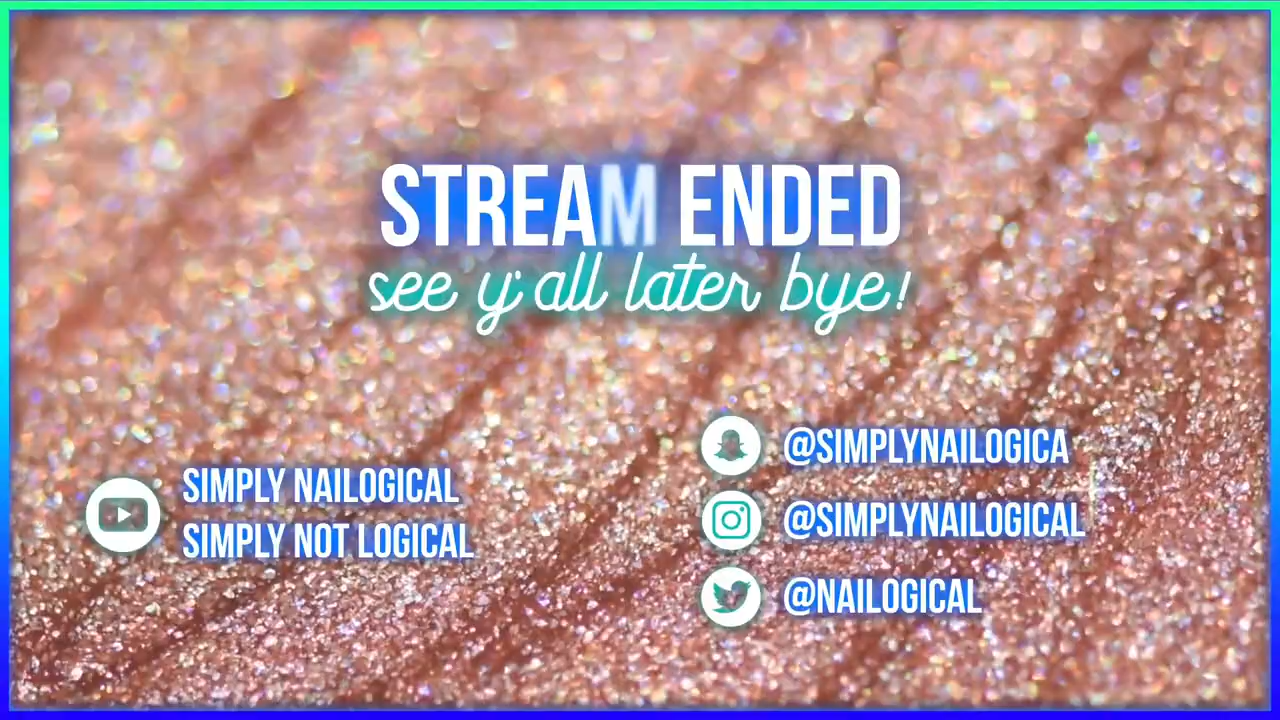 STREAM ENDED
see y'all later bye!
SIMPLY NAILOGICAL
SIMPLY NOT LOGICAL
@SIMPLYNAILOGICA
@SIMPLYNAILOGICAL
@NAILOGICAL